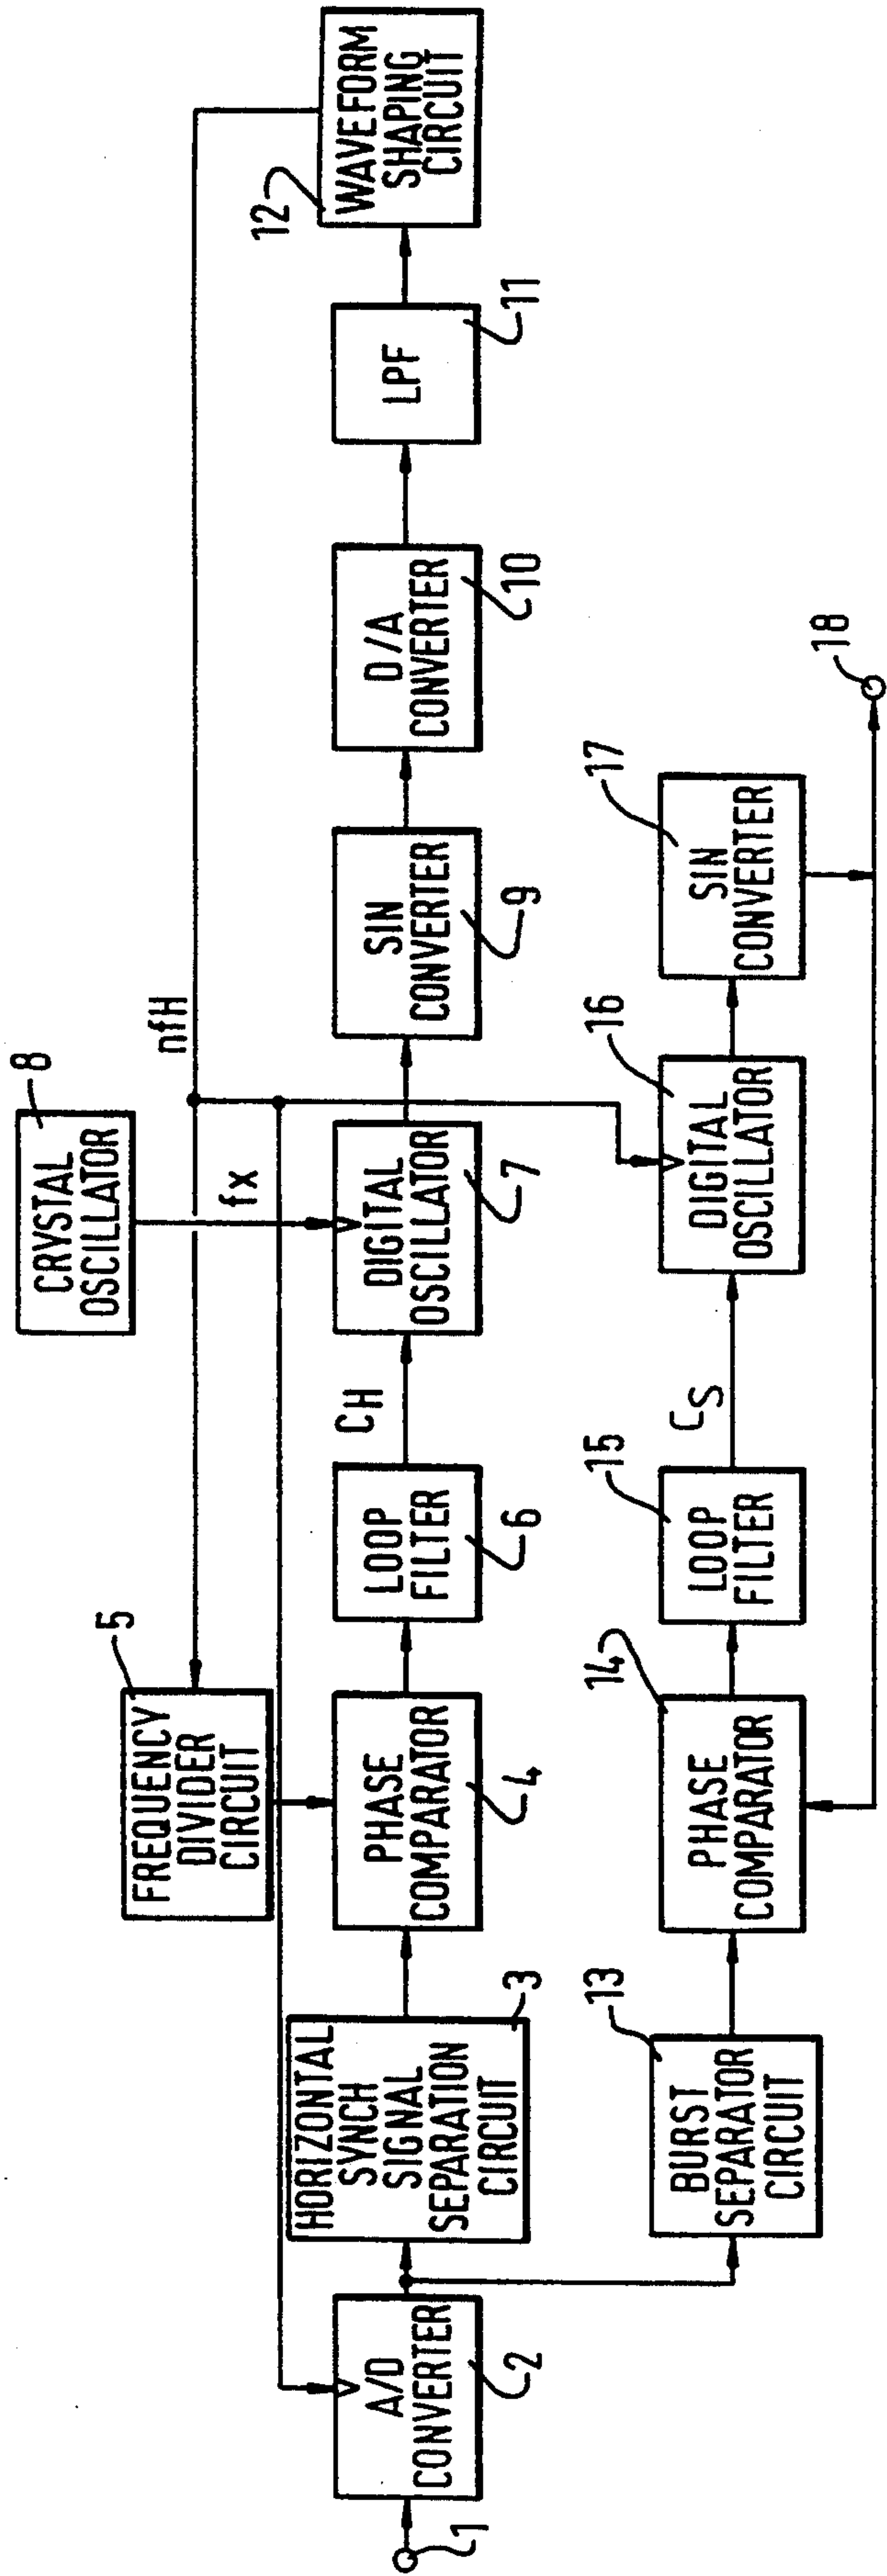 CRYSTAL
OSCILLATOR
8
FREQUENCY
DIVIDER
CIRCUIT
5
fx
nfH
1
A/D
CONVERTER
2
HORIZONTAL
SYNCH
SIGNAL
SEPARATION
CIRCUIT
3
PHASE
COMPARATOR
4
LOOP
FILTER
6
CH
DIGITAL
OSCILLATOR
7
SIN
CONVERTER
9
D/A
CONVERTER
10
LPF
11
WAVEFORM
SHAPING
CIRCUIT
12
BURST
SEPARATOR
CIRCUIT
13
PHASE
COMPARATOR
14
LOOP
FILTER
15
CS
DIGITAL
OSCILLATOR
16
SIN
CONVERTER
17
18